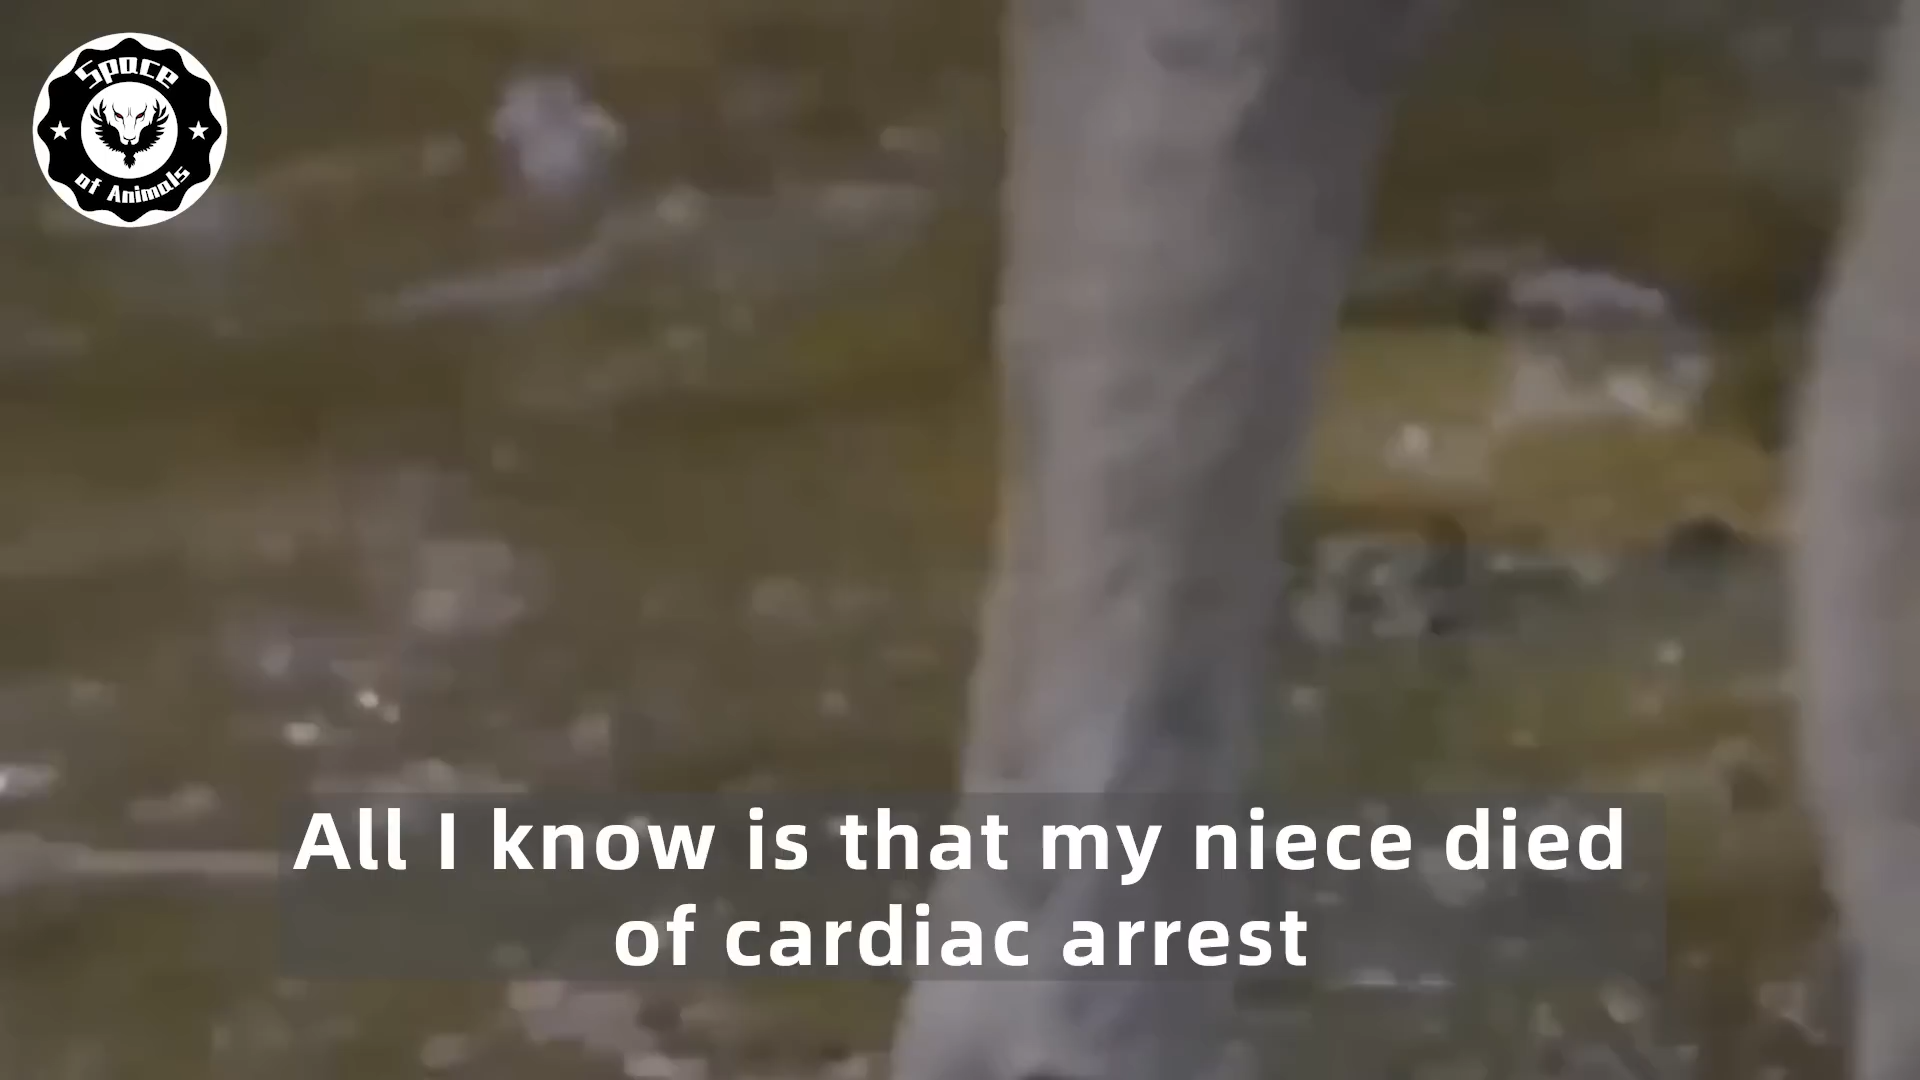 Space
of Animals
All I know is that my niece died
of cardiac arrest